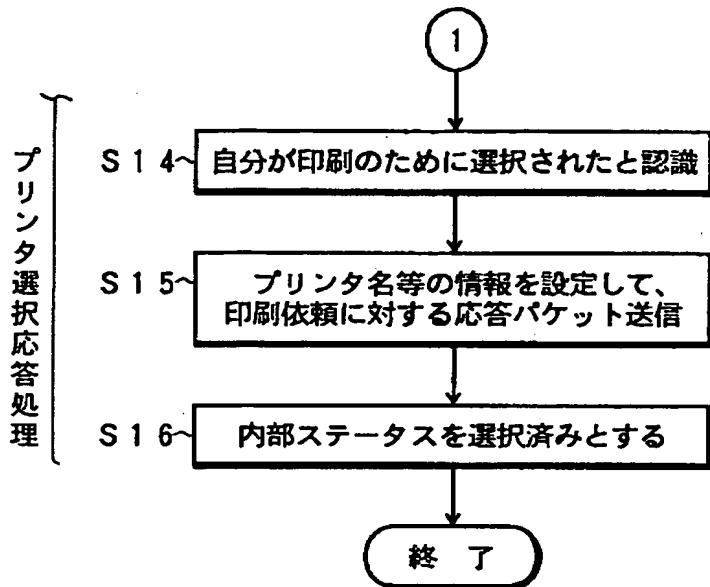 1
プリンタ選択応答処理
S14~ 自分が印刷のために選択されたと認識
S15~ プリンタ名等の情報を設定して、
印刷依頼に対する応答パケット送信
S16~ 内部ステータスを選択済みとする
終了